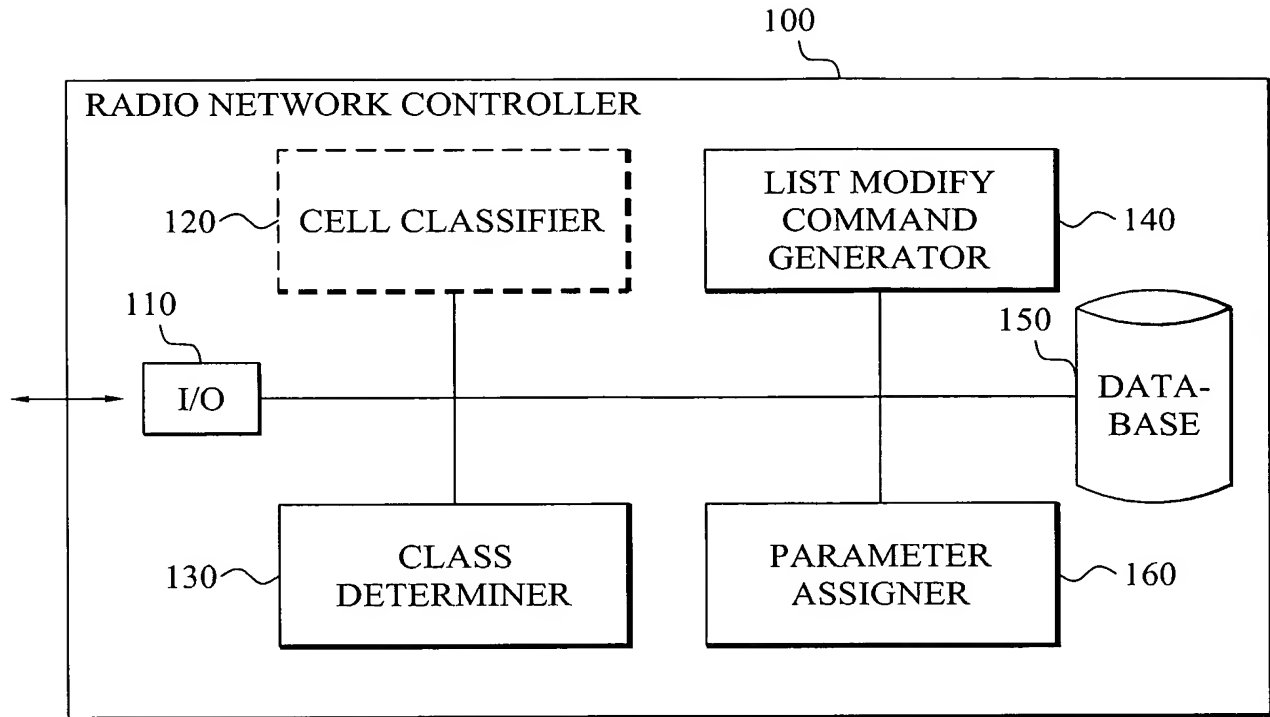 100
RADIO NETWORK CONTROLLER
120
CELL CLASSIFIER
LIST MODIFY
COMMAND
GENERATOR
140
110
I/O
150
DATA-
BASE
130
CLASS
DETERMINER
PARAMETER
ASSIGNER
160